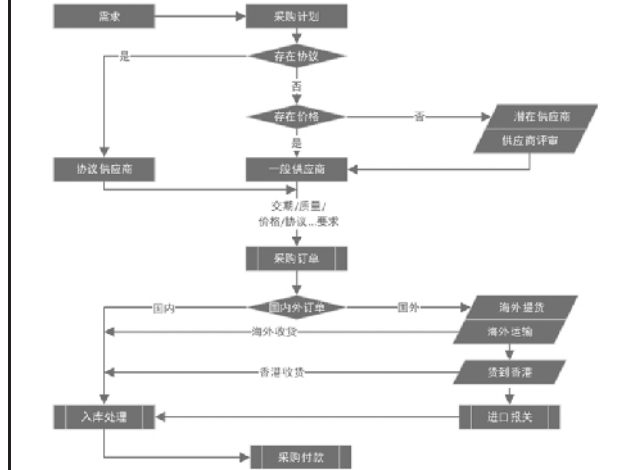 需求
采购计划
是
存在协议
否
存在价格
否
潜在供应商
供应商评审
是
协议供应商
一般供应商
交期/质量/
价格/协议...要求
采购订单
国内
国内外订单
国外
海外提货
海外收货
海外运输
香港收货
货到香港
入库处理
进口报关
采购付款